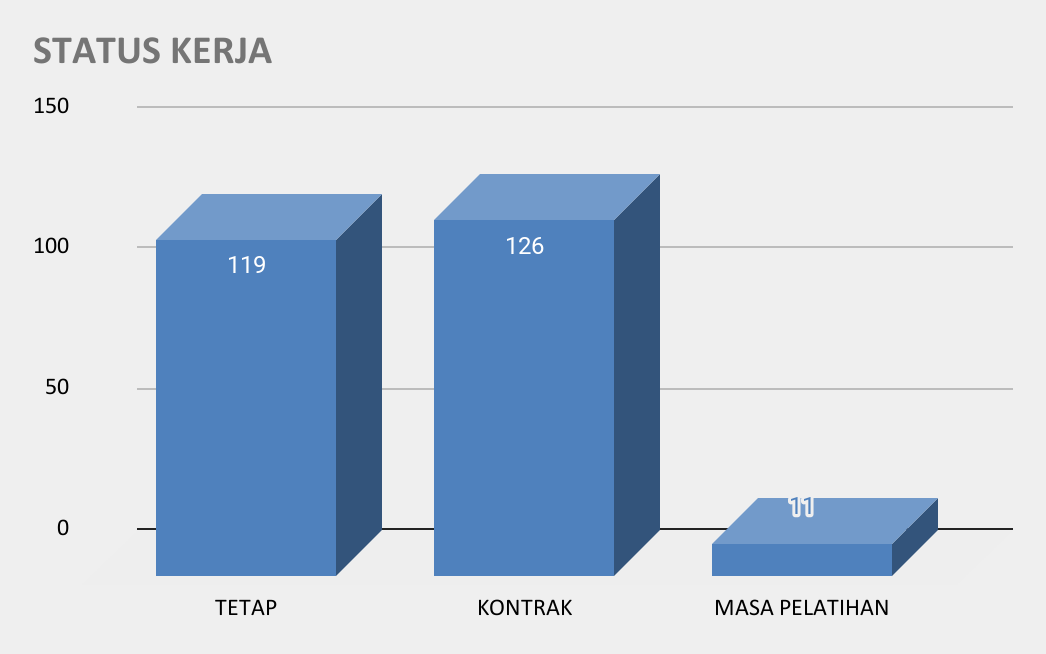 STATUS KERJA
150
100
50
0
119
126
11
TETAP
KONTRAK
MASA PELATIHAN